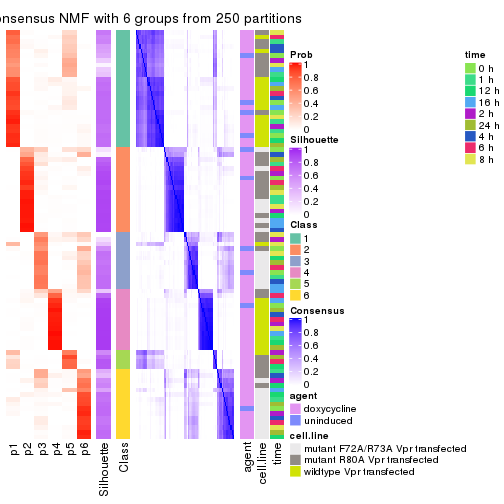 onsensus NMF with 6 groups from 250 partitions
Prob
1
0.8
0.6
0.4
0.2
0
Silhouette
1
0.8
0.6
0.4
0.2
0
Class
1
2
3
4
5
6
Consensus
1
0.8
0.6
0.4
0.2
0
agent
doxycycline
uninduced
cell.line
mutant F72A/R73A Vpr transfected
mutant R80A Vpr transfected
wildtype Vpr transfected
time
0 h
1 h
12 h
16 h
2 h
24 h
4 h
6 h
8 h
p1
p2
p3
p4
p5
p6
Silhouette
Class
agent
cell.line
time